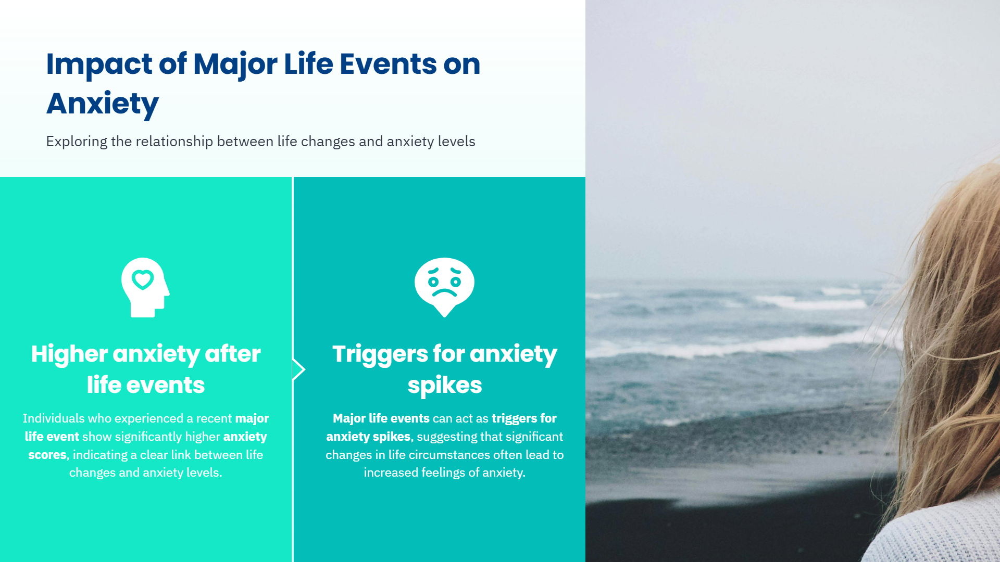 Impact of Major Life Events on
Anxiety
Exploring the relationship between life changes and anxiety levels
Higher anxiety after
life events
Individuals who experienced a recent major
life event show significantly higher anxiety
scores, indicating a clear link between life
changes and anxiety levels.
Triggers for anxiety
spikes
Major life events can act as triggers for
anxiety spikes, suggesting that significant
changes in life circumstances often lead to
increased feelings of anxiety.